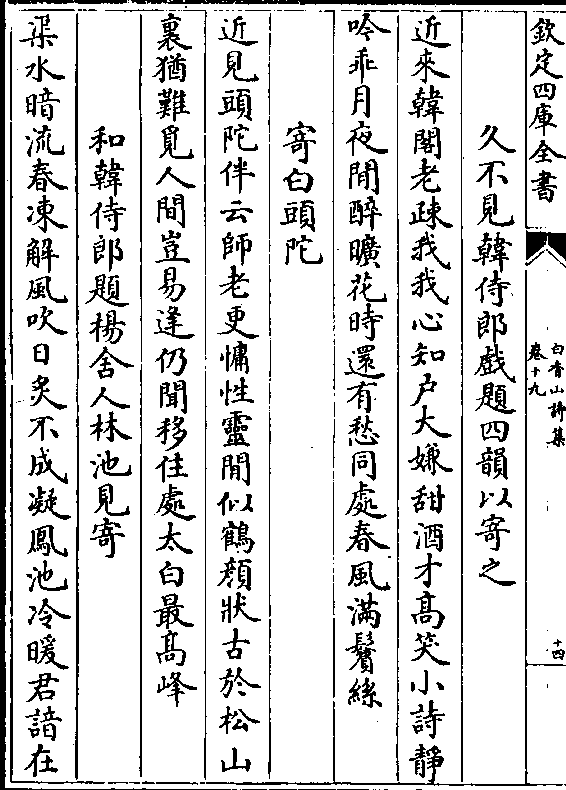 欽定四庫全書
白香山詩集
卷十九
十四
久不見韓侍郎戲題四韻以寄之
近來韓閣老疎我我心知户大嫌甜酒才髙笑小詩靜
吟乖月夜閒醉曠花時還有愁同處春風滿鬢絲
寄白頭陀
近見頭陀伴云師老更慵性靈閒似鶴顔狀古於松山
裏猶難覓人間豈易逢仍聞移住處太白最髙峰
和韓侍郎題楊舍人林池見寄
渠水暗流春凍解風吹日炙不成凝鳳池冷暖君諳在